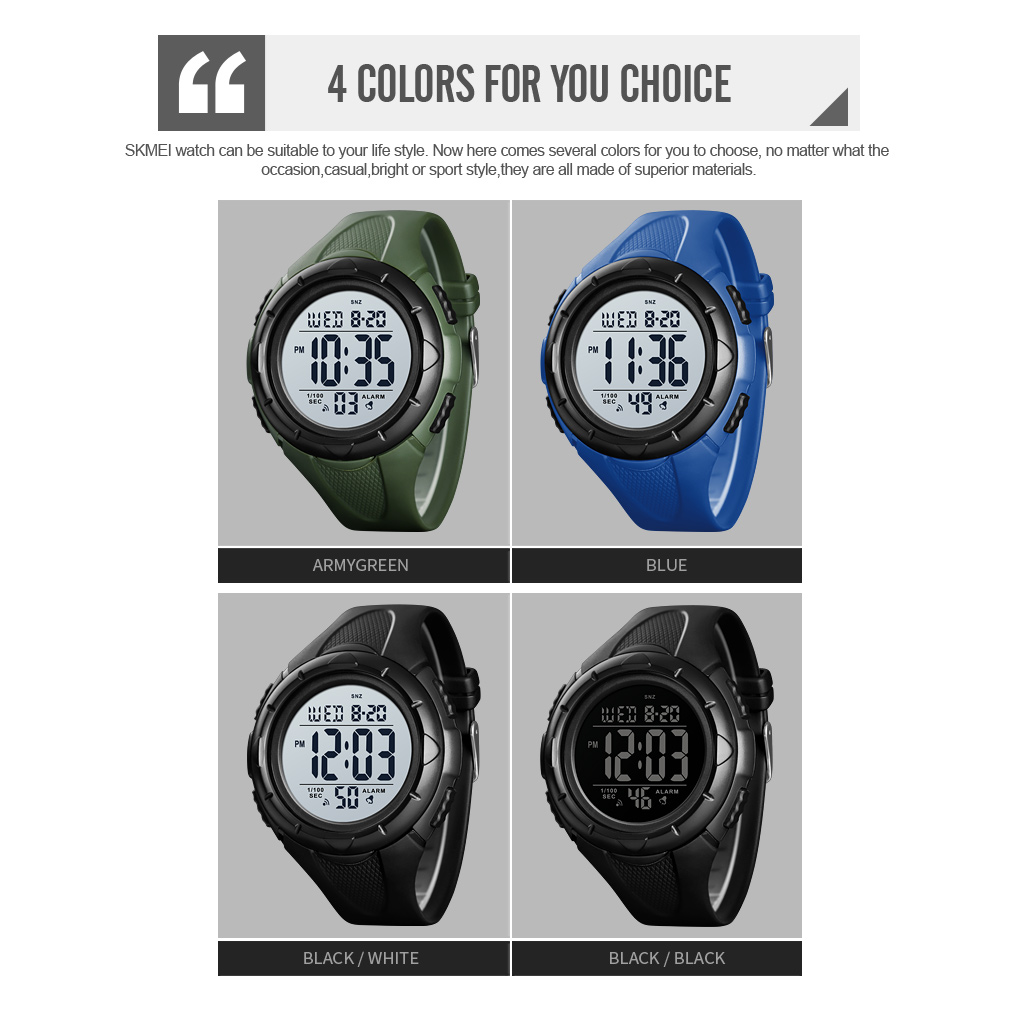 4 COLORS FOR YOU CHOICE
SKMEI watch can be suitable to your life style. Now here comes several colors for you to choose, no matter what the
occasion,casual,bright or sport style,they are all made of superior materials.
SNZ
WED 8-20
PM 10:35
1/100 SEC 03 ALARM
ARMYGREEN
SNZ
WED 8-20
PM 11:36
1/100 SEC 49 ALARM
BLUE
SNZ
WED 8-20
PM 12:03
1/100 SEC 50 ALARM
BLACK / WHITE
SNZ
WED 8-20
PM 12:03
1/100 SEC 46 ALARM
BLACK / BLACK